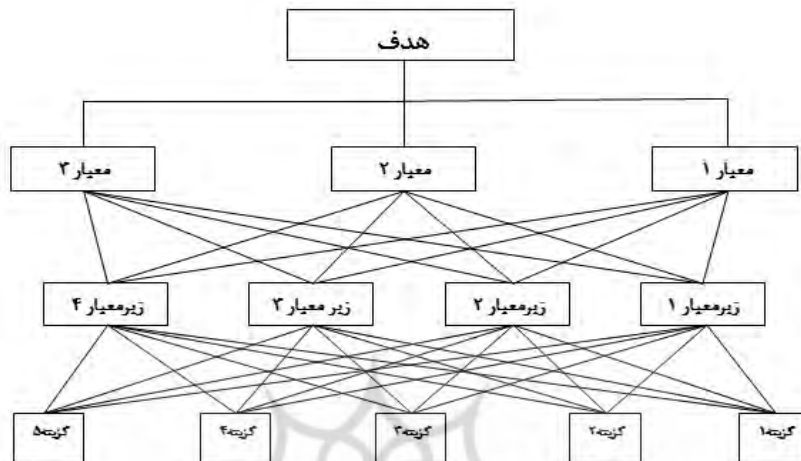 هدف
معیار ۱
معیار ۲
معیار ۳
زیرمعیار ۱
زیرمعیار ۲
زیر معیار ۳
زیرمعیار ۴
گزینه۱
گزینه۲
گزینه۳
گزینه۴
گزینه۵